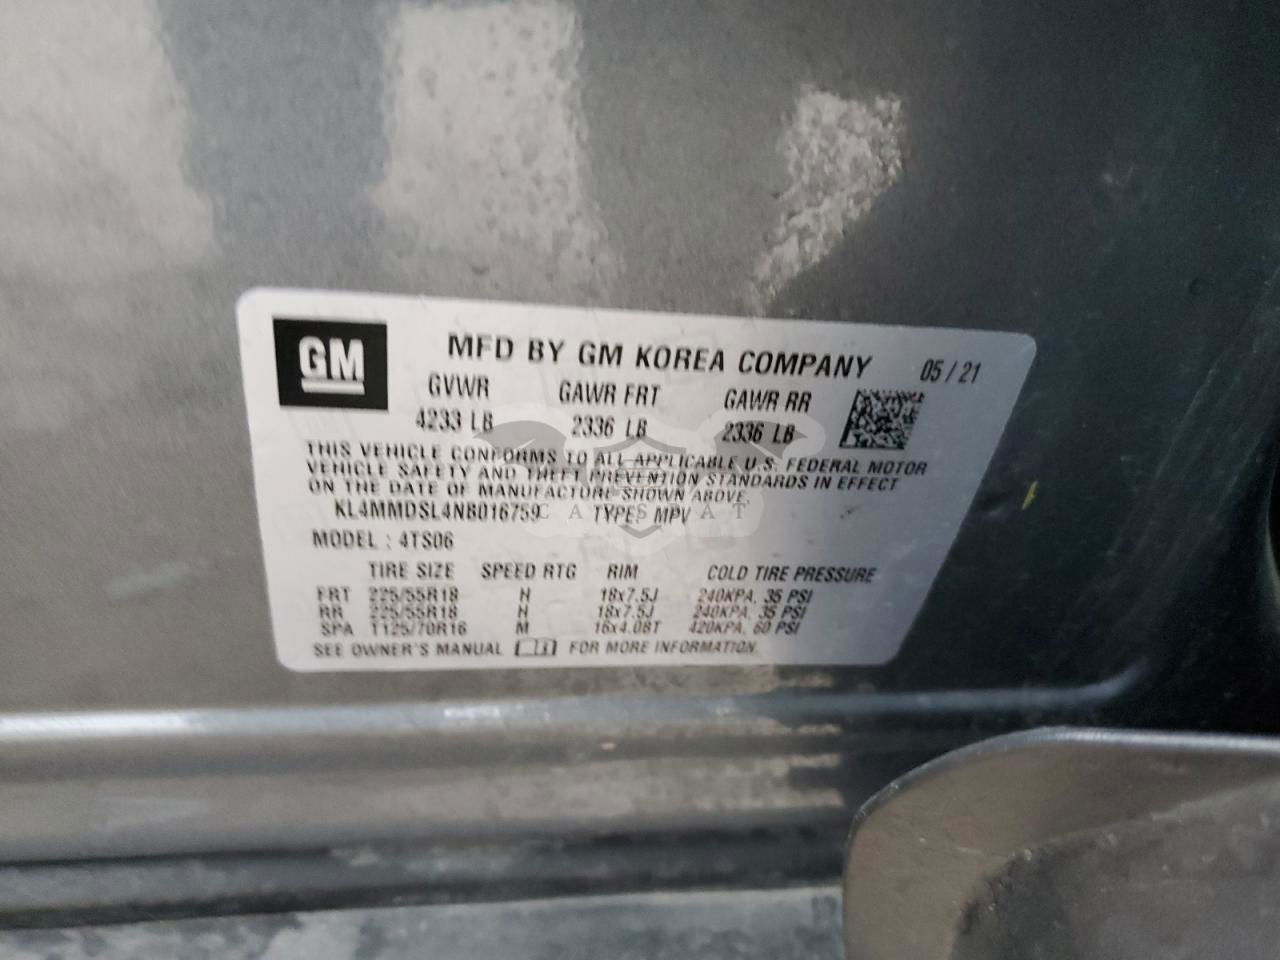 GM
MFD BY GM KOREA COMPANY 05 / 21
GVWR GAWR FRT GAWR RR
4233 LB 2336 LB 2336 LB
THIS VEHICLE CONFORMS TO ALL APPLICABLE U.S. FEDERAL MOTOR
VEHICLE SAFETY AND THEFT PREVENTION STANDARDS IN EFFECT
ON THE DATE OF MANUFACTURE SHOWN ABOVE.
KL4MMDSL4NB016759 TYPE: MPV
CARSTAT
MODEL : 4TS06
TIRE SIZE SPEED RTG RIM COLD TIRE PRESSURE
FRT 225/55R18 H 18x7.5J 240KPA, 35 PSI
RR 225/55R18 H 18x7.5J 240KPA, 35 PSI
SPA T125/70R16 M 16x4.0BT 420KPA, 60 PSI
SEE OWNER'S MANUAL FOR MORE INFORMATION.